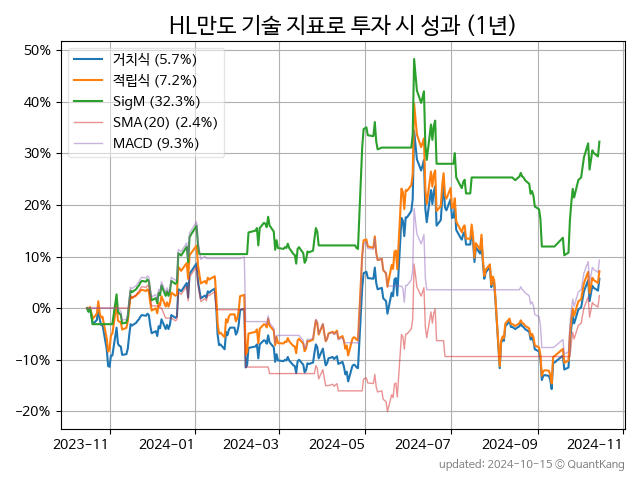 HL만도 기술 지표로 투자 시 성과 (1년)
50%
40%
30%
20%
10%
0%
−10%
−20%
거치식 (5.7%)
적립식 (7.2%)
SigM (32.3%)
SMA(20) (2.4%)
MACD (9.3%)
2023-11
2024-01
2024-03
2024-05
2024-07
2024-09
2024-11
updated: 2024-10-15 © QuantKang